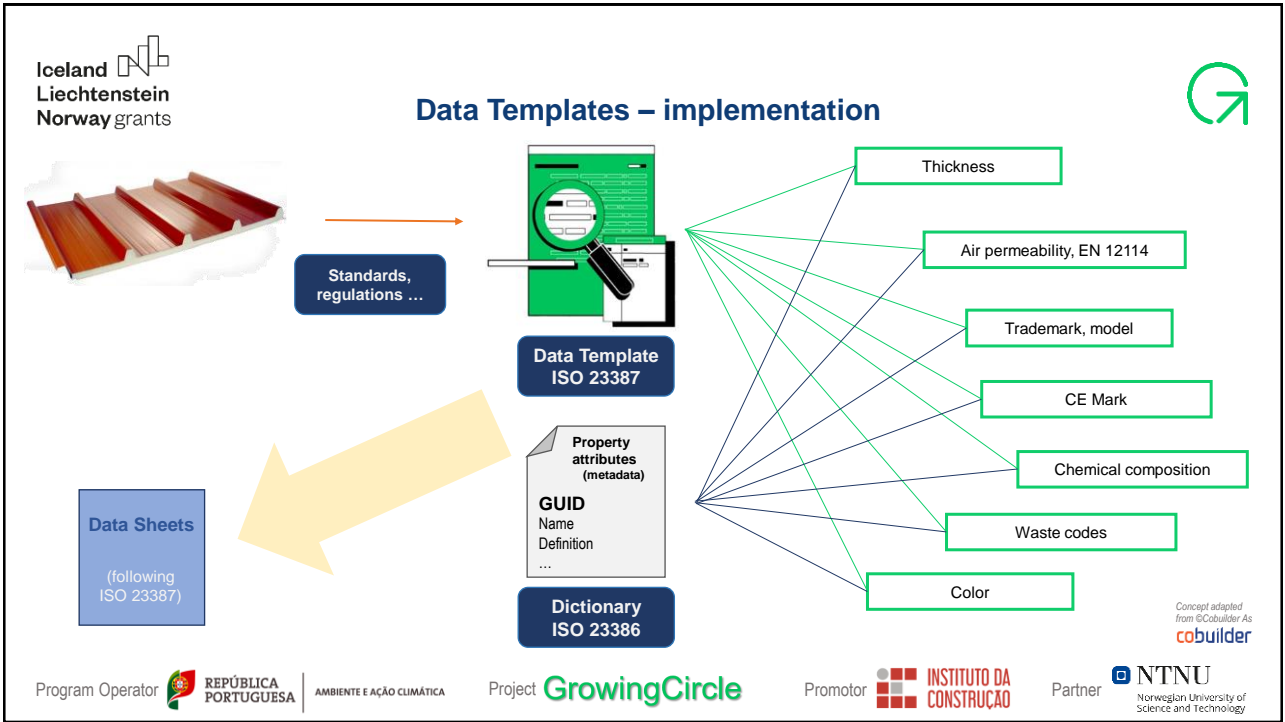 Iceland
Liechtenstein
Norway grants
Data Templates – implementation
Standards,
regulations …
Data Template
ISO 23387
Property
attributes
(metadata)
GUID
Name
Definition
…
Dictionary
ISO 23386
Data Sheets
(following
ISO 23387)
Thickness
Air permeability, EN 12114
Trademark, model
CE Mark
Chemical composition
Waste codes
Color
Concept adapted
from ©Cobuilder As
cobuilder
Program Operator
REPÚBLICA
PORTUGUESA
AMBIENTE E AÇÃO CLIMÁTICA
Project GrowingCircle
Promotor
INSTITUTO DA
CONSTRUÇÃO
Partner
NTNU
Norwegian University of
Science and Technology